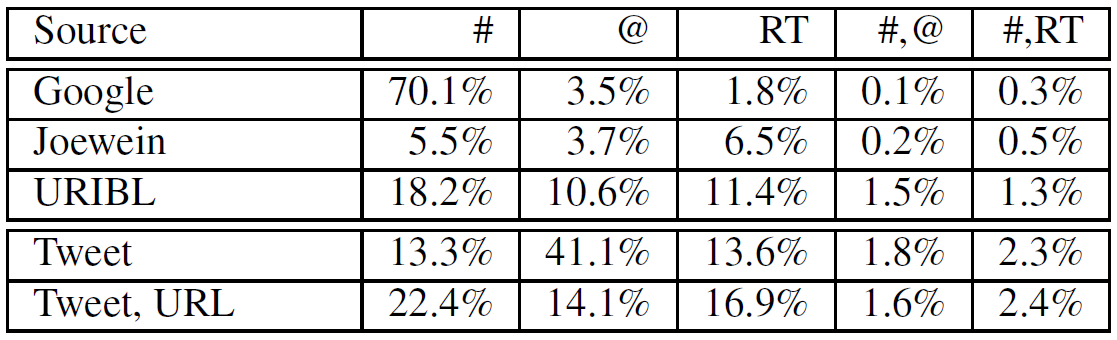 Source # @ RT #,@ #,RT
Google 70.1% 3.5% 1.8% 0.1% 0.3%
Joewein 5.5% 3.7% 6.5% 0.2% 0.5%
URIBL 18.2% 10.6% 11.4% 1.5% 1.3%
Tweet 13.3% 41.1% 13.6% 1.8% 2.3%
Tweet, URL 22.4% 14.1% 16.9% 1.6% 2.4%